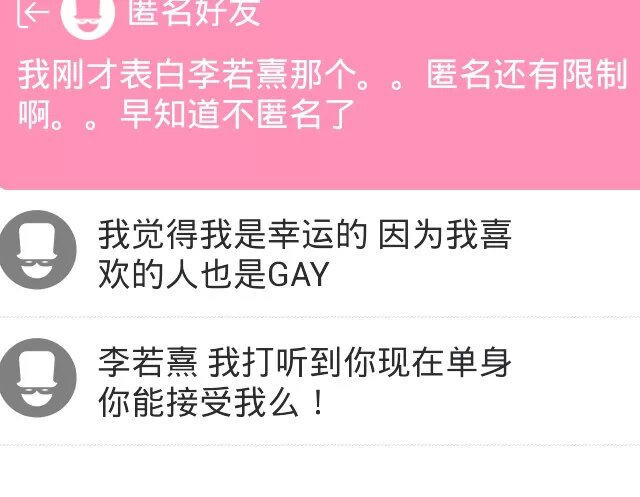 匿名好友
我刚才表白李若熹那个。。匿名还有限制
啊。。早知道不匿名了
我觉得我是幸运的 因为我喜
欢的人也是GAY
李若熹 我打听到你现在单身
你能接受我么！